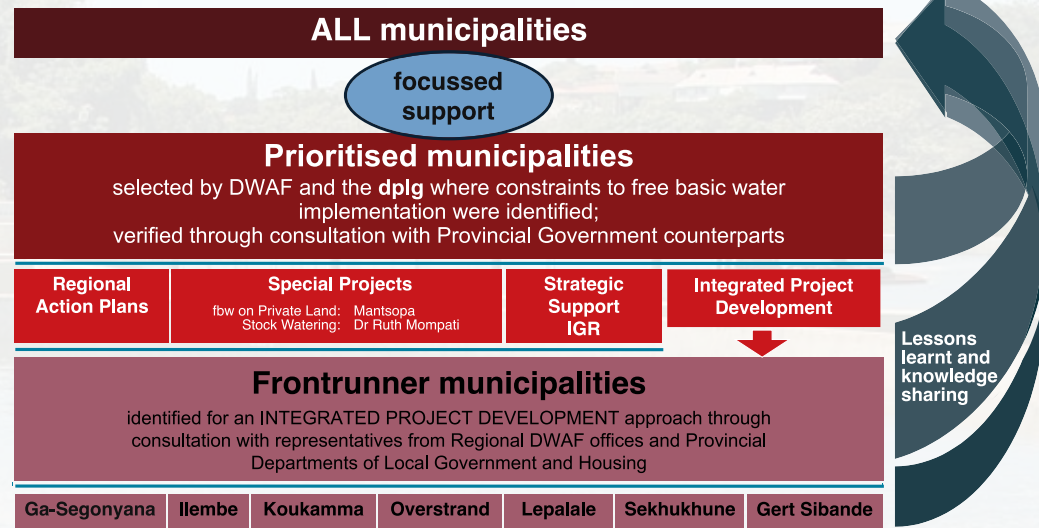 ALL municipalities
focussed
support
Prioritised municipalities
selected by DWAF and the dplg where constraints to free basic water
implementation were identified;
verified through consultation with Provincial Government counterparts
Regional
Action Plans
Special Projects
fbw on Private Land: Mantsopa
Stock Watering: Dr Ruth Mompati
Strategic
Support
IGR
Integrated Project
Development
Lessons
learnt and
knowledge
sharing
Frontrunner municipalities
identified for an INTEGRATED PROJECT DEVELOPMENT approach through
consultation with representatives from Regional DWAF offices and Provincial
Departments of Local Government and Housing
Ga-Segonyana
Ilembe
Koukamma
Overstrand
Lepalale
Sekhukhune
Gert Sibande